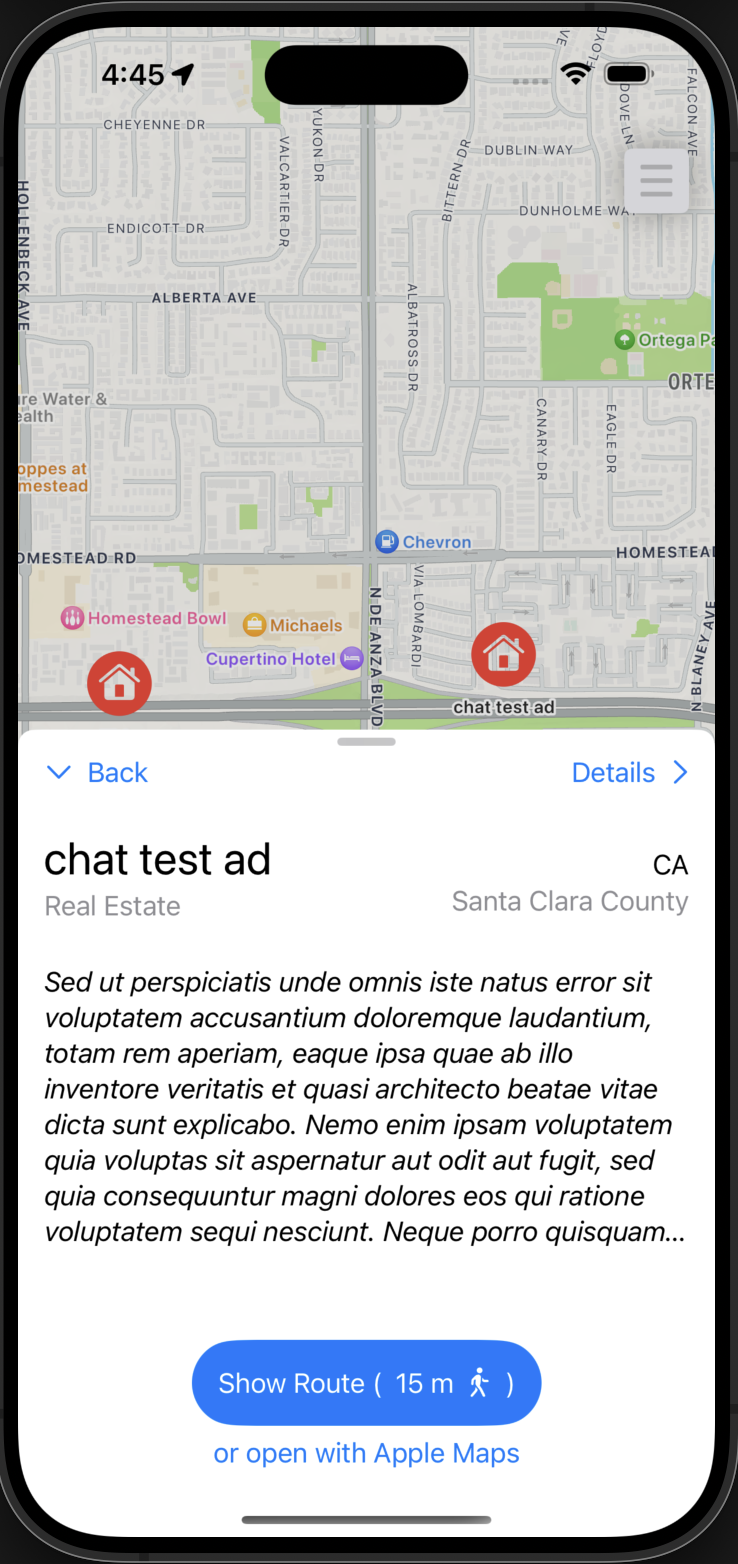 4:45
VE
FLOYD
CHEYENNE DR
YUKON DR
VALCARTIER DR
BITTERN DR
DUBLIN WAY
DOVE LN
FALCON AVE
HOLLENBECK AVE
ENDICOTT DR
DUNHOLME WAY
ALBERTA AVE
ALBATROSS DR
Ortega Pa
ORTE
re Water &
ealth
CANARY DR
EAGLE DR
oppes at
mestead
Chevron
OMESTEAD RD
HOMESTEAD
Homestead Bowl
Michaels
Cupertino Hotel
N DE ANZA BLVD
VIA LOMBARDI
N BLANEY AVE
chat test ad
Back
Details
chat test ad
CA
Real Estate
Santa Clara County
Sed ut perspiciatis unde omnis iste natus error sit
voluptatem accusantium doloremque laudantium,
totam rem aperiam, eaque ipsa quae ab illo
inventore veritatis et quasi architecto beatae vitae
dicta sunt explicabo. Nemo enim ipsam voluptatem
quia voluptas sit aspernatur aut odit aut fugit, sed
quia consequuntur magni dolores eos qui ratione
voluptatem sequi nesciunt. Neque porro quisquam...
Show Route ( 15 m )
or open with Apple Maps